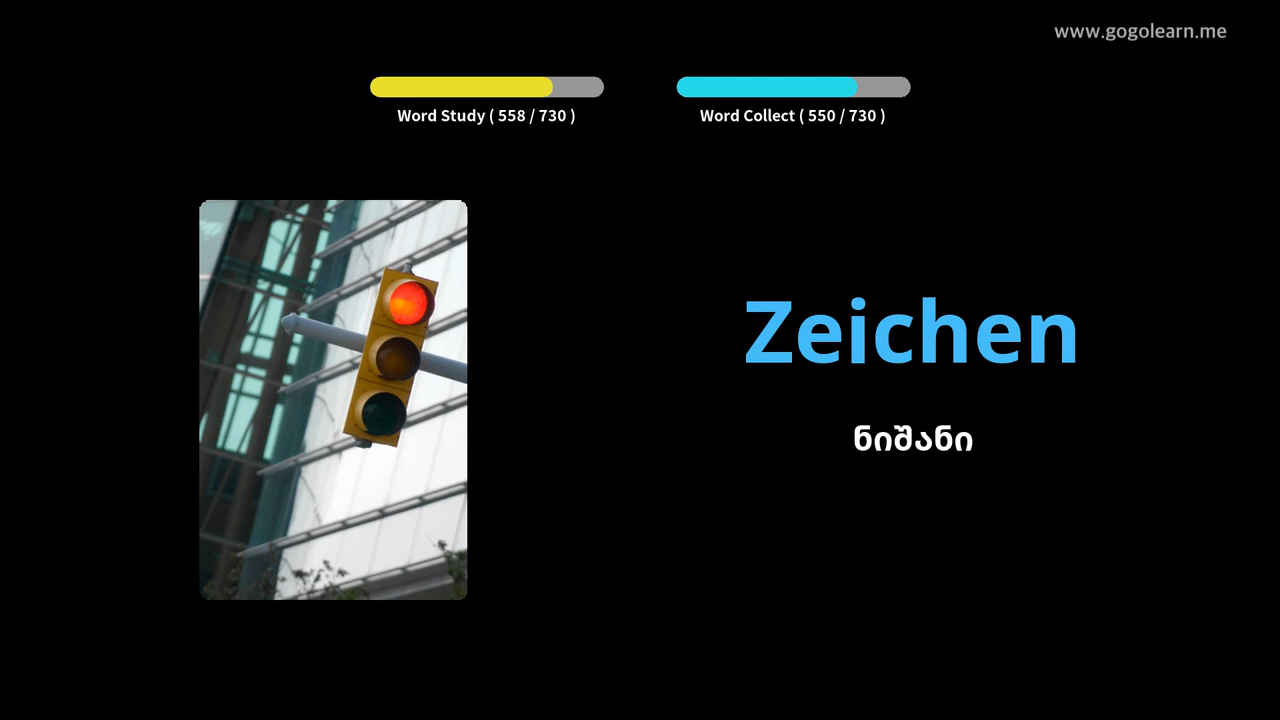 www.gogolearn.me
Word Study ( 558 / 730 )
Word Collect ( 550 / 730 )
Zeichen
ნიშანი